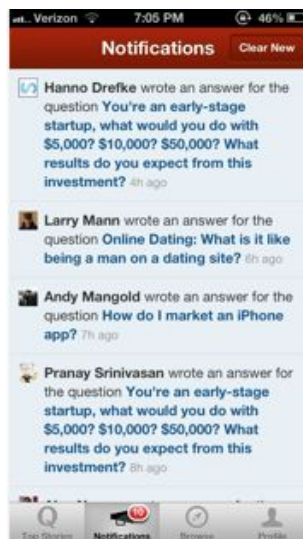 Verizon 7:05 PM 46%
Notifications Clear New
Hanno Drefke wrote an answer for the
question You're an early-stage
startup, what would you do with
$5,000? $10,000? $50,000? What
results do you expect from this
investment? 4h ago
Larry Mann wrote an answer for the
question Online Dating: What is it like
being a man on a dating site? 6h ago
Andy Mangold wrote an answer for the
question How do I market an iPhone
app? 7h ago
Pranay Srinivasan wrote an answer for
the question You're an early-stage
startup, what would you do with
$5,000? $10,000? $50,000? What
results do you expect from this
investment? 8h ago
10
Top Stories Notifications Browse Profile